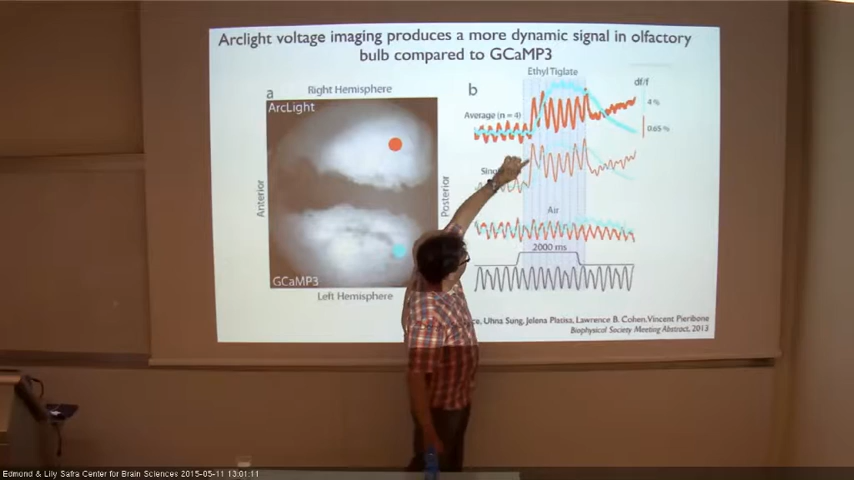 Arclight voltage imaging produces a more dynamic signal in olfactory
bulb compared to GCaMP3
Ethyl Tiglate
a
Right Hemisphere
b
df/f
ArcLight
Average (n = 4)
4 %
0.65 %
Anterior
Posterior
Air
2000 ms
GCaMP3
Left Hemisphere
Uhna Sung, Jelena Platisa, Lawrence B. Cohen, Vincent Pieribone
Biophysical Society Meeting Abstract, 2013
Edmond & Lily Safra Center for Brain Sciences 2015-05-11 13:01:11